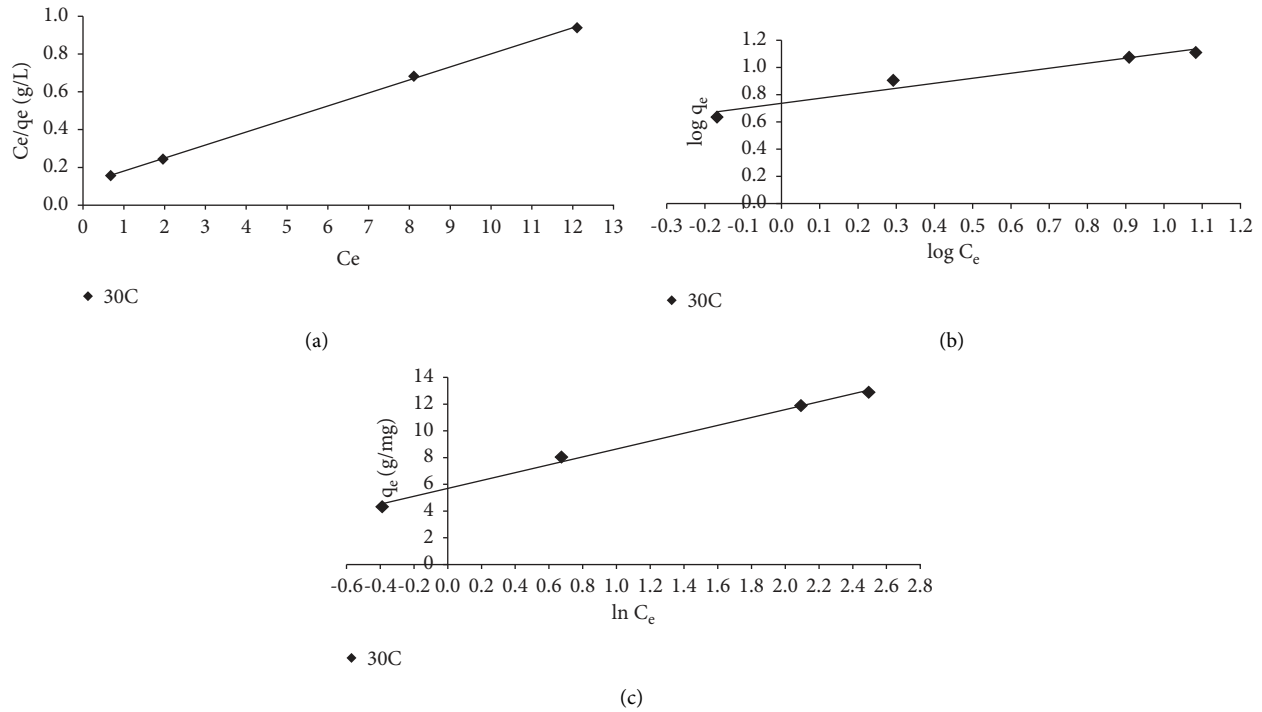 Ce/qe (g/L)
1.0
0.8
0.6
0.4
0.2
0.0
0 1 2 3 4 5 6 7 8 9 10 11 12 13
Ce
30C
(a)
log qe
1.2
1.0
0.8
0.6
0.4
0.2
0.0
-0.3 -0.2 -0.1 0.0 0.1 0.2 0.3 0.4 0.5 0.6 0.7 0.8 0.9 1.0 1.1 1.2
log Ce
30C
(b)
qe (g/mg)
14
12
10
8
6
4
2
0
-0.6 -0.4 -0.2 0.0 0.2 0.4 0.6 0.8 1.0 1.2 1.4 1.6 1.8 2.0 2.2 2.4 2.6 2.8
ln Ce
30C
(c)